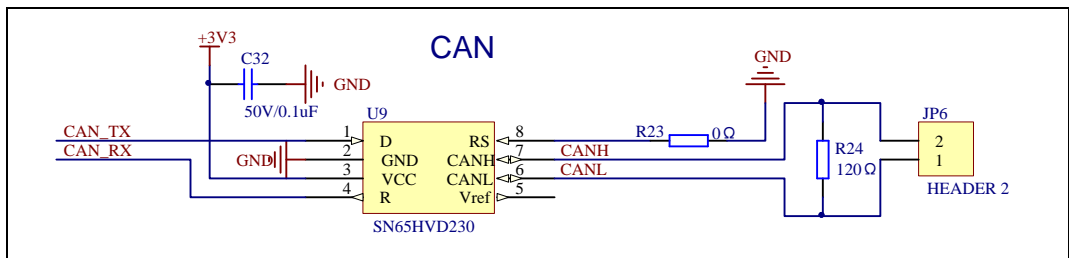 CAN
+3V3
C32
GND
50V/0.1uF
GND
U9
JP6
CAN_TX
1
D
RS
8
R23
0Ω
CAN_RX
GND
2
GND
CANH
7
CANH
R24
120Ω
2
1
3
VCC
CANL
6
CANL
4
R
Vref
5
HEADER 2
SN65HVD230